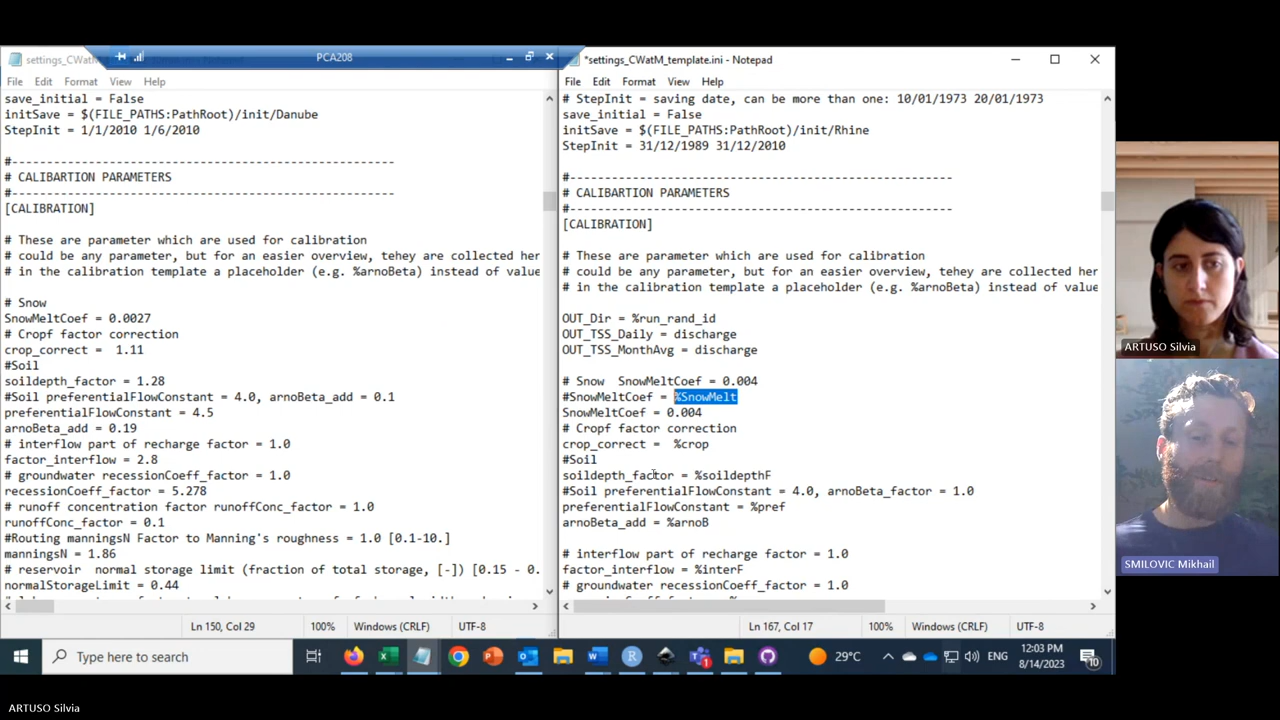 settings_CWatM
PCA208
File Edit Format View Help
save_initial = False
initSave = $(FILE_PATHS:PathRoot)/init/Danube
StepInit = 1/1/2010 1/6/2010
#-----------------------------------------------------
# CALIBARTION PARAMETERS
#-----------------------------------------------------
[CALIBRATION]
# These are parameter which are used for calibration
# could be any parameter, but for an easier overview, tehey are collected her
# in the calibration template a placeholder (e.g. %arnoBeta) instead of value
# Snow
SnowMeltCoef = 0.0027
# Cropf factor correction
crop_correct =  1.11
#Soil
soildepth_factor = 1.28
#Soil preferentialFlowConstant = 4.0, arnoBeta_add = 0.1
preferentialFlowConstant = 4.5
arnoBeta_add = 0.19
# interflow part of recharge factor = 1.0
factor_interflow = 2.8
# groundwater recessionCoeff_factor = 1.0
recessionCoeff_factor = 5.278
# runoff concentration factor runoffConc_factor = 1.0
runoffConc_factor = 0.1
#Routing manningsN Factor to Manning's roughness = 1.0 [0.1-10.]
manningsN = 1.86
# reservoir  normal storage limit (fraction of total storage, [-]) [0.15 - 0.
normalStorageLimit = 0.44
Ln 150, Col 29 100% Windows (CRLF) UTF-8
*settings_CWatM_template.ini - Notepad
File Edit Format View Help
# StepInit = saving date, can be more than one: 10/01/1973 20/01/1973
save_initial = False
initSave = $(FILE_PATHS:PathRoot)/init/Rhine
StepInit = 31/12/1989 31/12/2010
#-----------------------------------------------------
# CALIBARTION PARAMETERS
#-----------------------------------------------------
[CALIBRATION]
# These are parameter which are used for calibration
# could be any parameter, but for an easier overview, tehey are collected her
# in the calibration template a placeholder (e.g. %arnoBeta) instead of value
OUT_Dir = %run_rand_id
OUT_TSS_Daily = discharge
OUT_TSS_MonthAvg = discharge
# Snow  SnowMeltCoef = 0.004
#SnowMeltCoef = %SnowMelt
SnowMeltCoef = 0.004
# Cropf factor correction
crop_correct =  %crop
#Soil
soildepth_factor = %soildepthF
#Soil preferentialFlowConstant = 4.0, arnoBeta_factor = 1.0
preferentialFlowConstant = %pref
arnoBeta_add = %arnoB
# interflow part of recharge factor = 1.0
factor_interflow = %interF
# groundwater recessionCoeff_factor = 1.0
Ln 167, Col 17 100% Windows (CRLF) UTF-8
Type here to search
29°C
ENG
12:03 PM
8/14/2023
10
ARTUSO Silvia
SMILOVIC Mikhail
ARTUSO Silvia